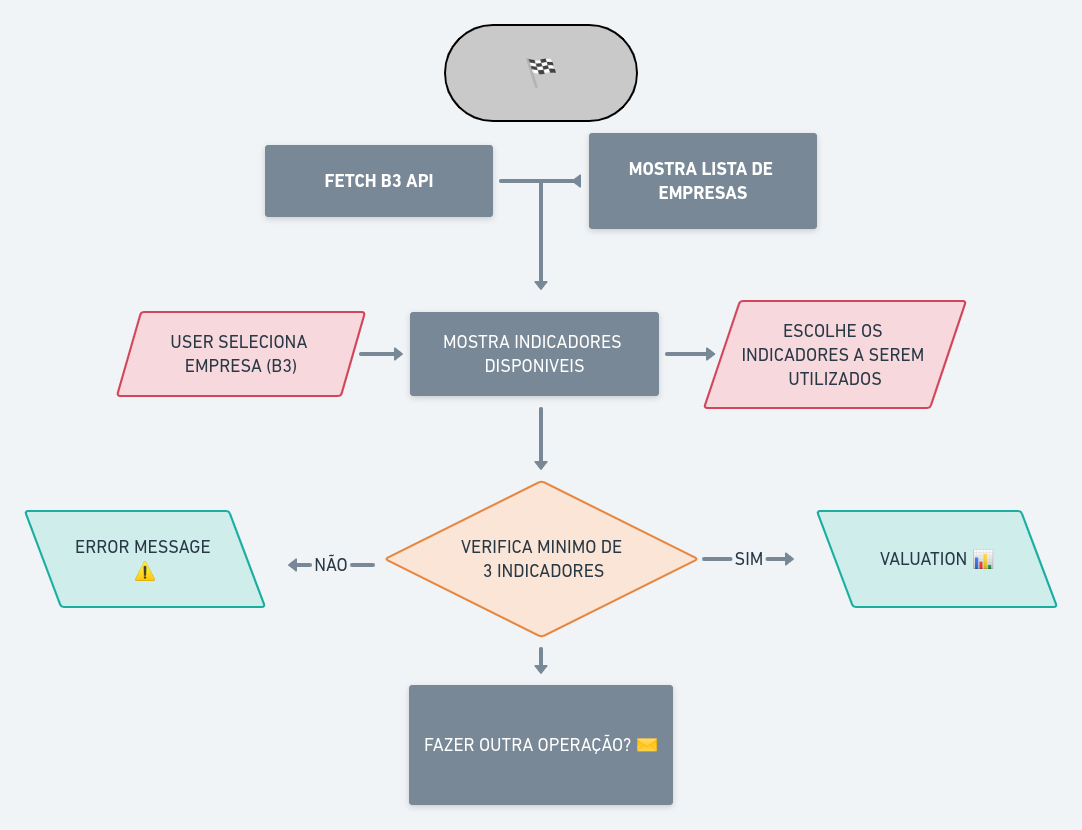 FETCH B3 API
MOSTRA LISTA DE
EMPRESAS
USER SELECIONA
EMPRESA (B3)
MOSTRA INDICADORES
DISPONIVEIS
ESCOLHE OS
INDICADORES A SEREM
UTILIZADOS
ERROR MESSAGE
⚠️
NÃO
VERIFICA MINIMO DE
3 INDICADORES
SIM
VALUATION 📊
FAZER OUTRA OPERAÇÃO? ✉️